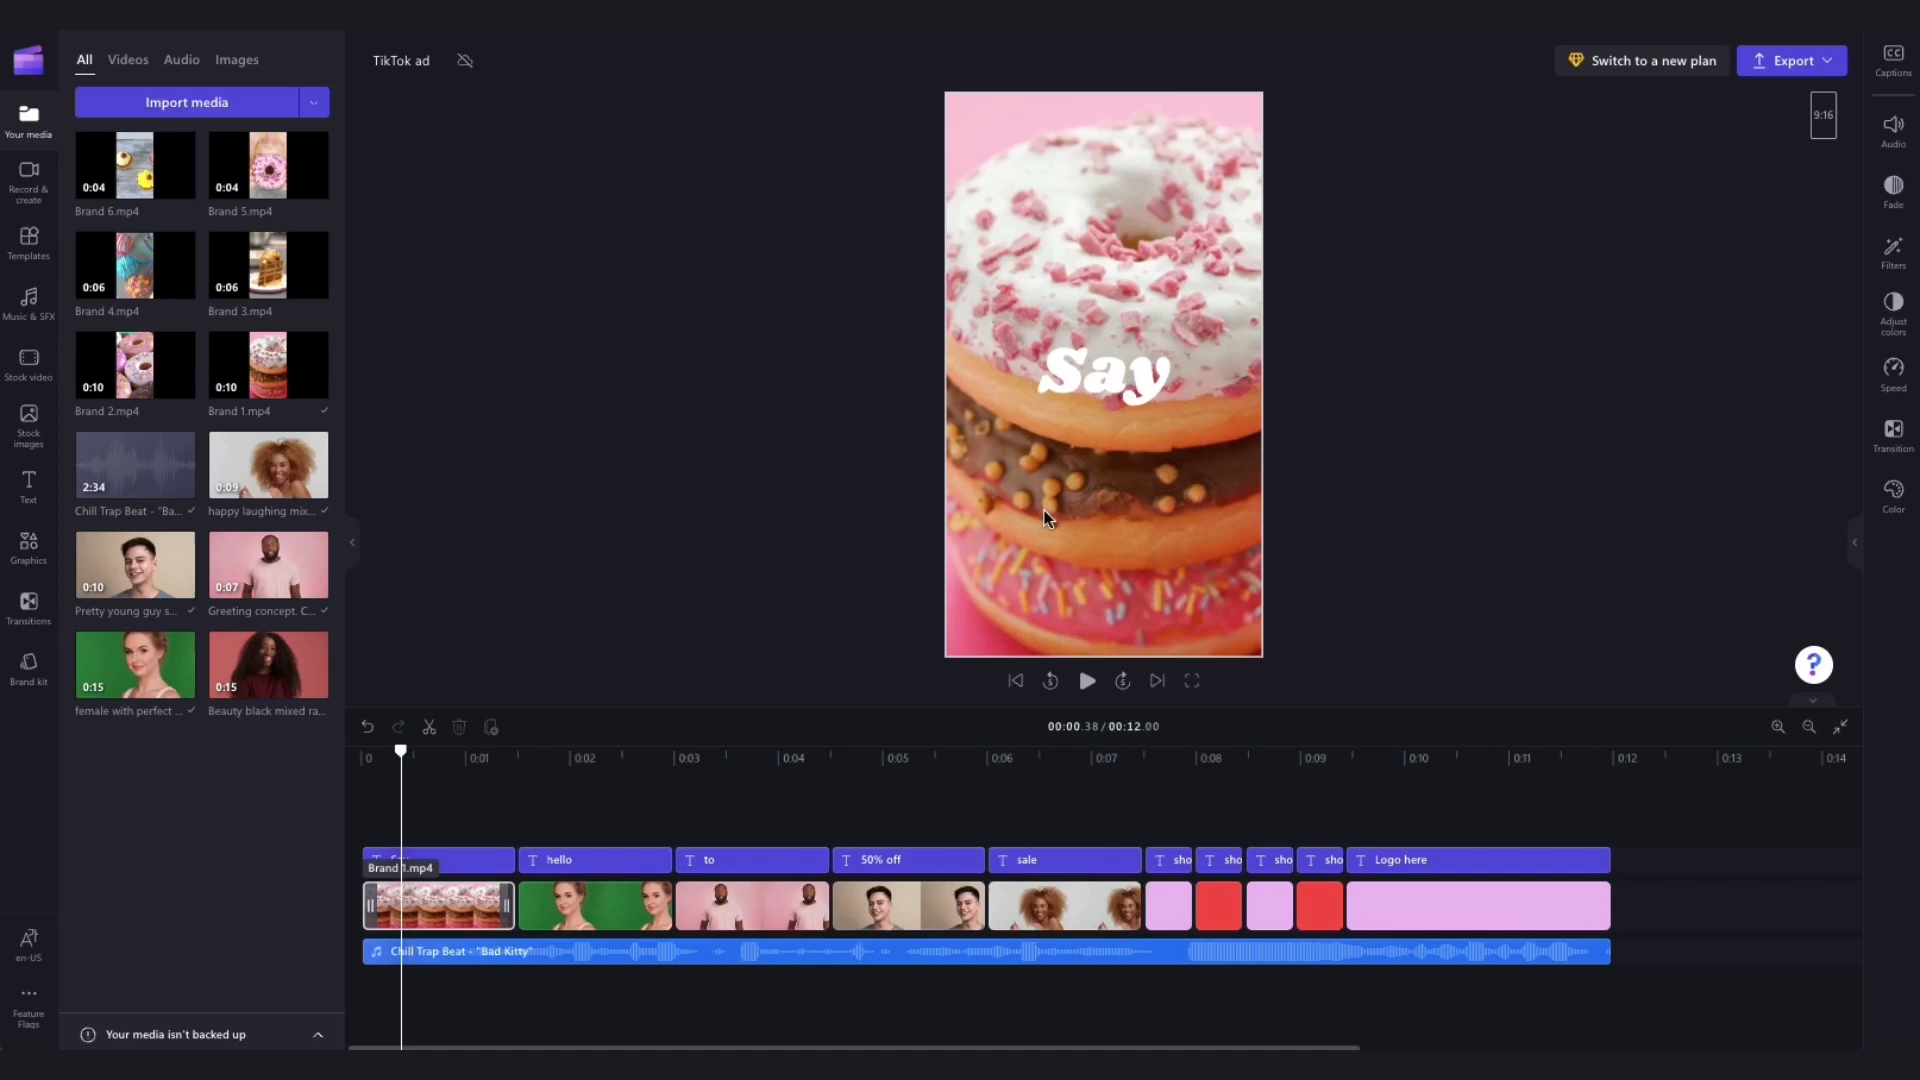 All Videos Audio Images
Import media
0:04
Brand 6.mp4
0:04
Brand 5.mp4
0:06
Brand 4.mp4
0:06
Brand 3.mp4
0:10
Brand 2.mp4
0:10
Brand 1.mp4
2:34
Chill Trap Beat - "Ba...
0:09
happy laughing mix...
0:10
Pretty young guy s...
0:07
Greeting concept. C...
0:15
female with perfect ...
0:15
Beauty black mixed ra...
Your media
Record &
create
Templates
Music & SFX
Stock video
Stock
images
Text
Graphics
Transitions
Brand kit
en-US
Feature
Flags
Your media isn't backed up
TikTok ad
Switch to a new plan
Export
9:16
Say
5
5
?
CC
Captions
Audio
Fade
Filters
Adjust
colors
Speed
Transition
Color
00:00.38 / 00:12.00
0 0:01 0:02 0:03 0:04 0:05 0:06 0:07 0:08 0:09 0:10 0:11 0:12 0:13 0:14
T hello T to T 50% off T sale T sho T sho T sho T sho T Logo here
Brand 1.mp4
Chill Trap Beat - "Bad Kitty"